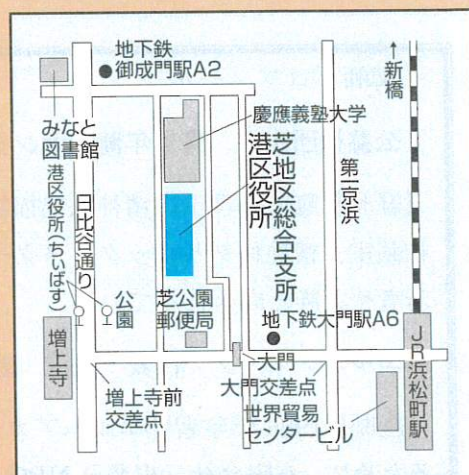 地下鉄
御成門駅A2
新橋
みなと
図書館
慶應義塾大学
港区役所
芝地区総合支所
第二京浜
港区役所(ちぃばす)
日比谷通り
公園
芝公園
郵便局
地下鉄大門駅A6
増上寺
大門
JR浜松町駅
増上寺前
交差点
大門交差点
世界貿易
センタービル